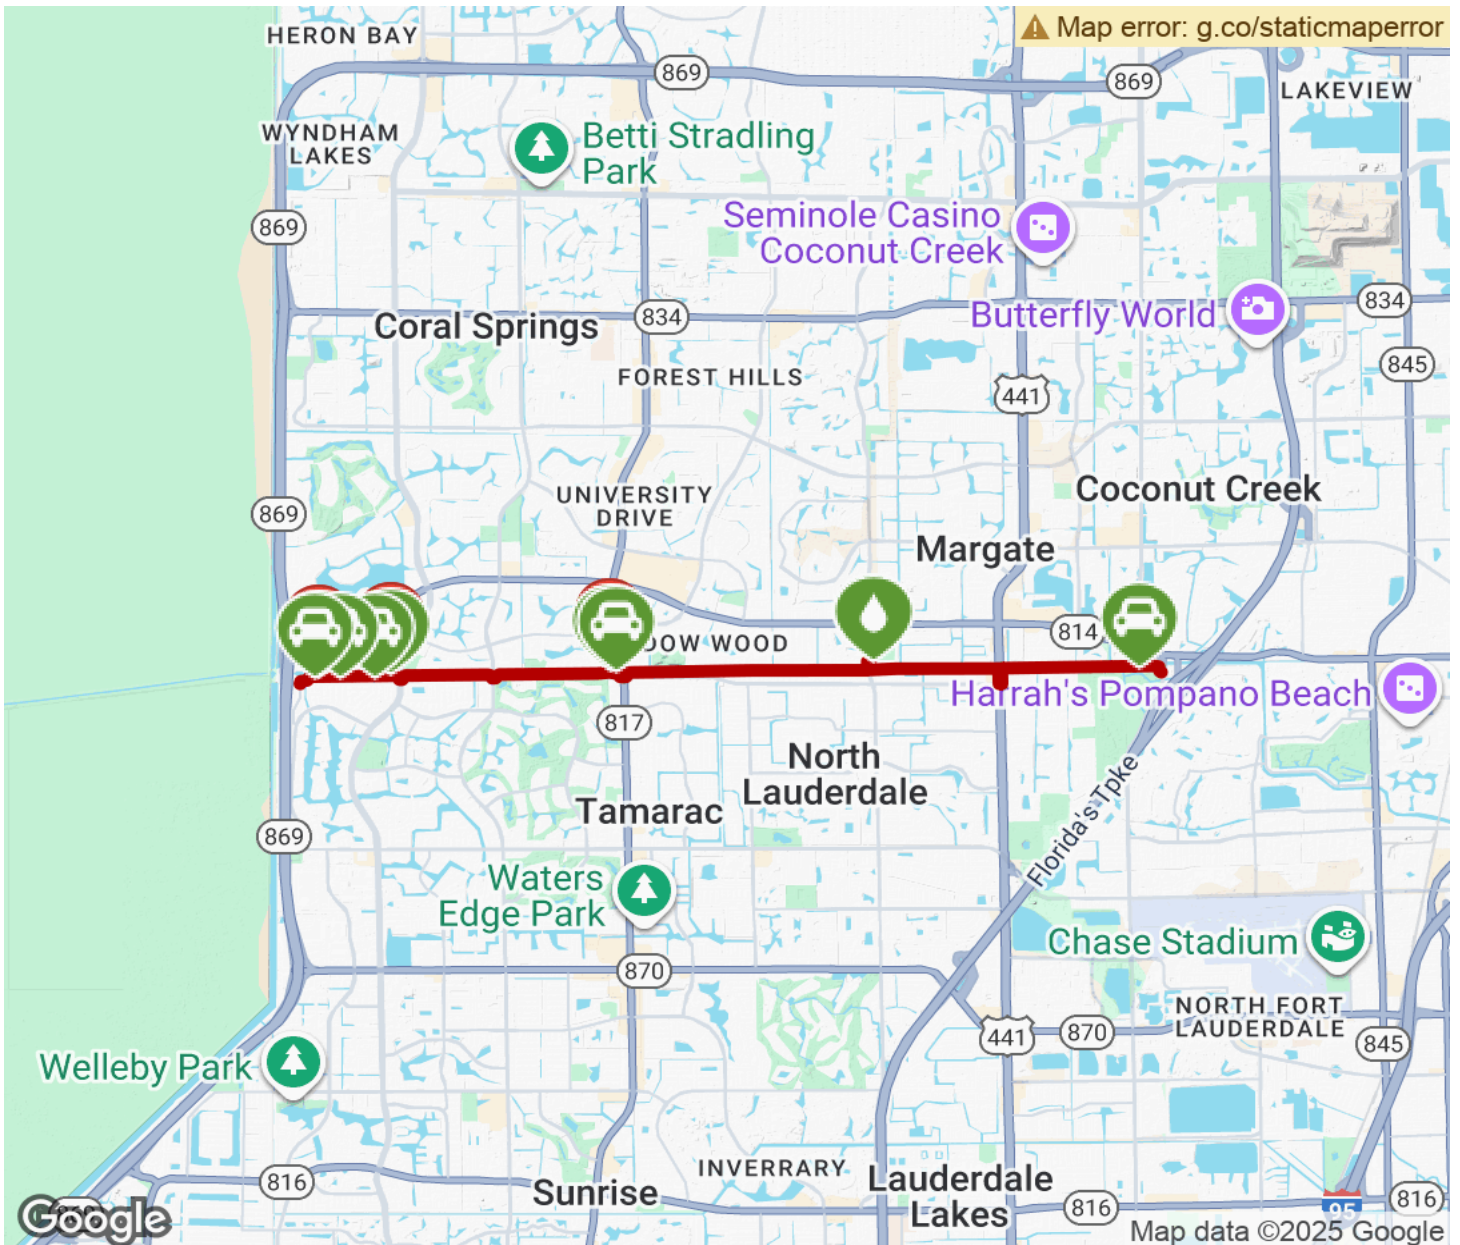 HERON BAY
Map error: g.co/staticmaperror
869
869
LAKEVIEW
WYNDHAM
LAKES
Betti Stradling
Park
869
Seminole Casino
Coconut Creek
834
Butterfly World
834
Coral Springs
845
FOREST HILLS
441
UNIVERSITY
DRIVE
Coconut Creek
869
Margate
814
DOW WOOD
Harrah's Pompano Beach
817
North
Lauderdale
Tamarac
Florida's Tpke
869
Waters
Edge Park
Chase Stadium
870
NORTH FORT
LAUDERDALE
441
870
845
Welleby Park
INVERRARY
816
Sunrise
Lauderdale
Lakes
816
95
816
Google
Map data ©2025 Google